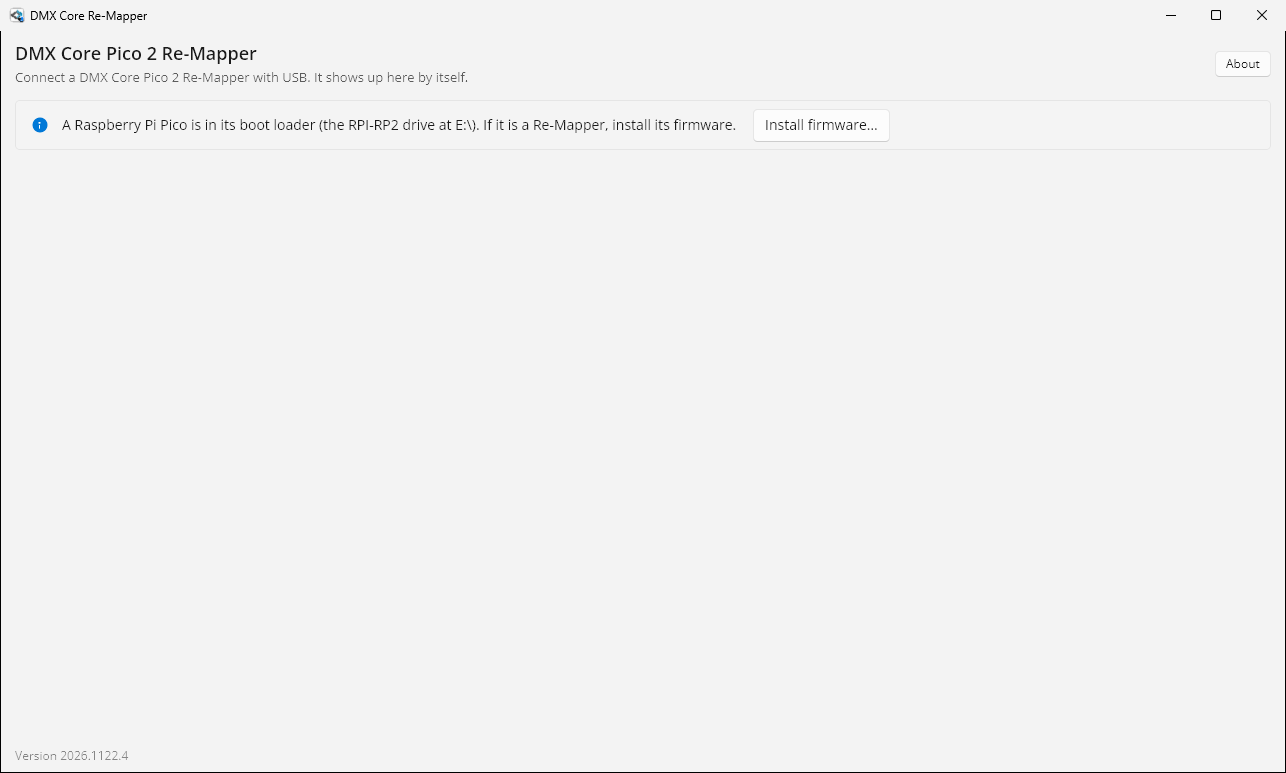 DMX Core Re-Mapper
DMX Core Pico 2 Re-Mapper
Connect a DMX Core Pico 2 Re-Mapper with USB. It shows up here by itself.
About
A Raspberry Pi Pico is in its boot loader (the RPI-RP2 drive at E:\). If it is a Re-Mapper, install its firmware.
Install firmware...
Version 2026.1122.4